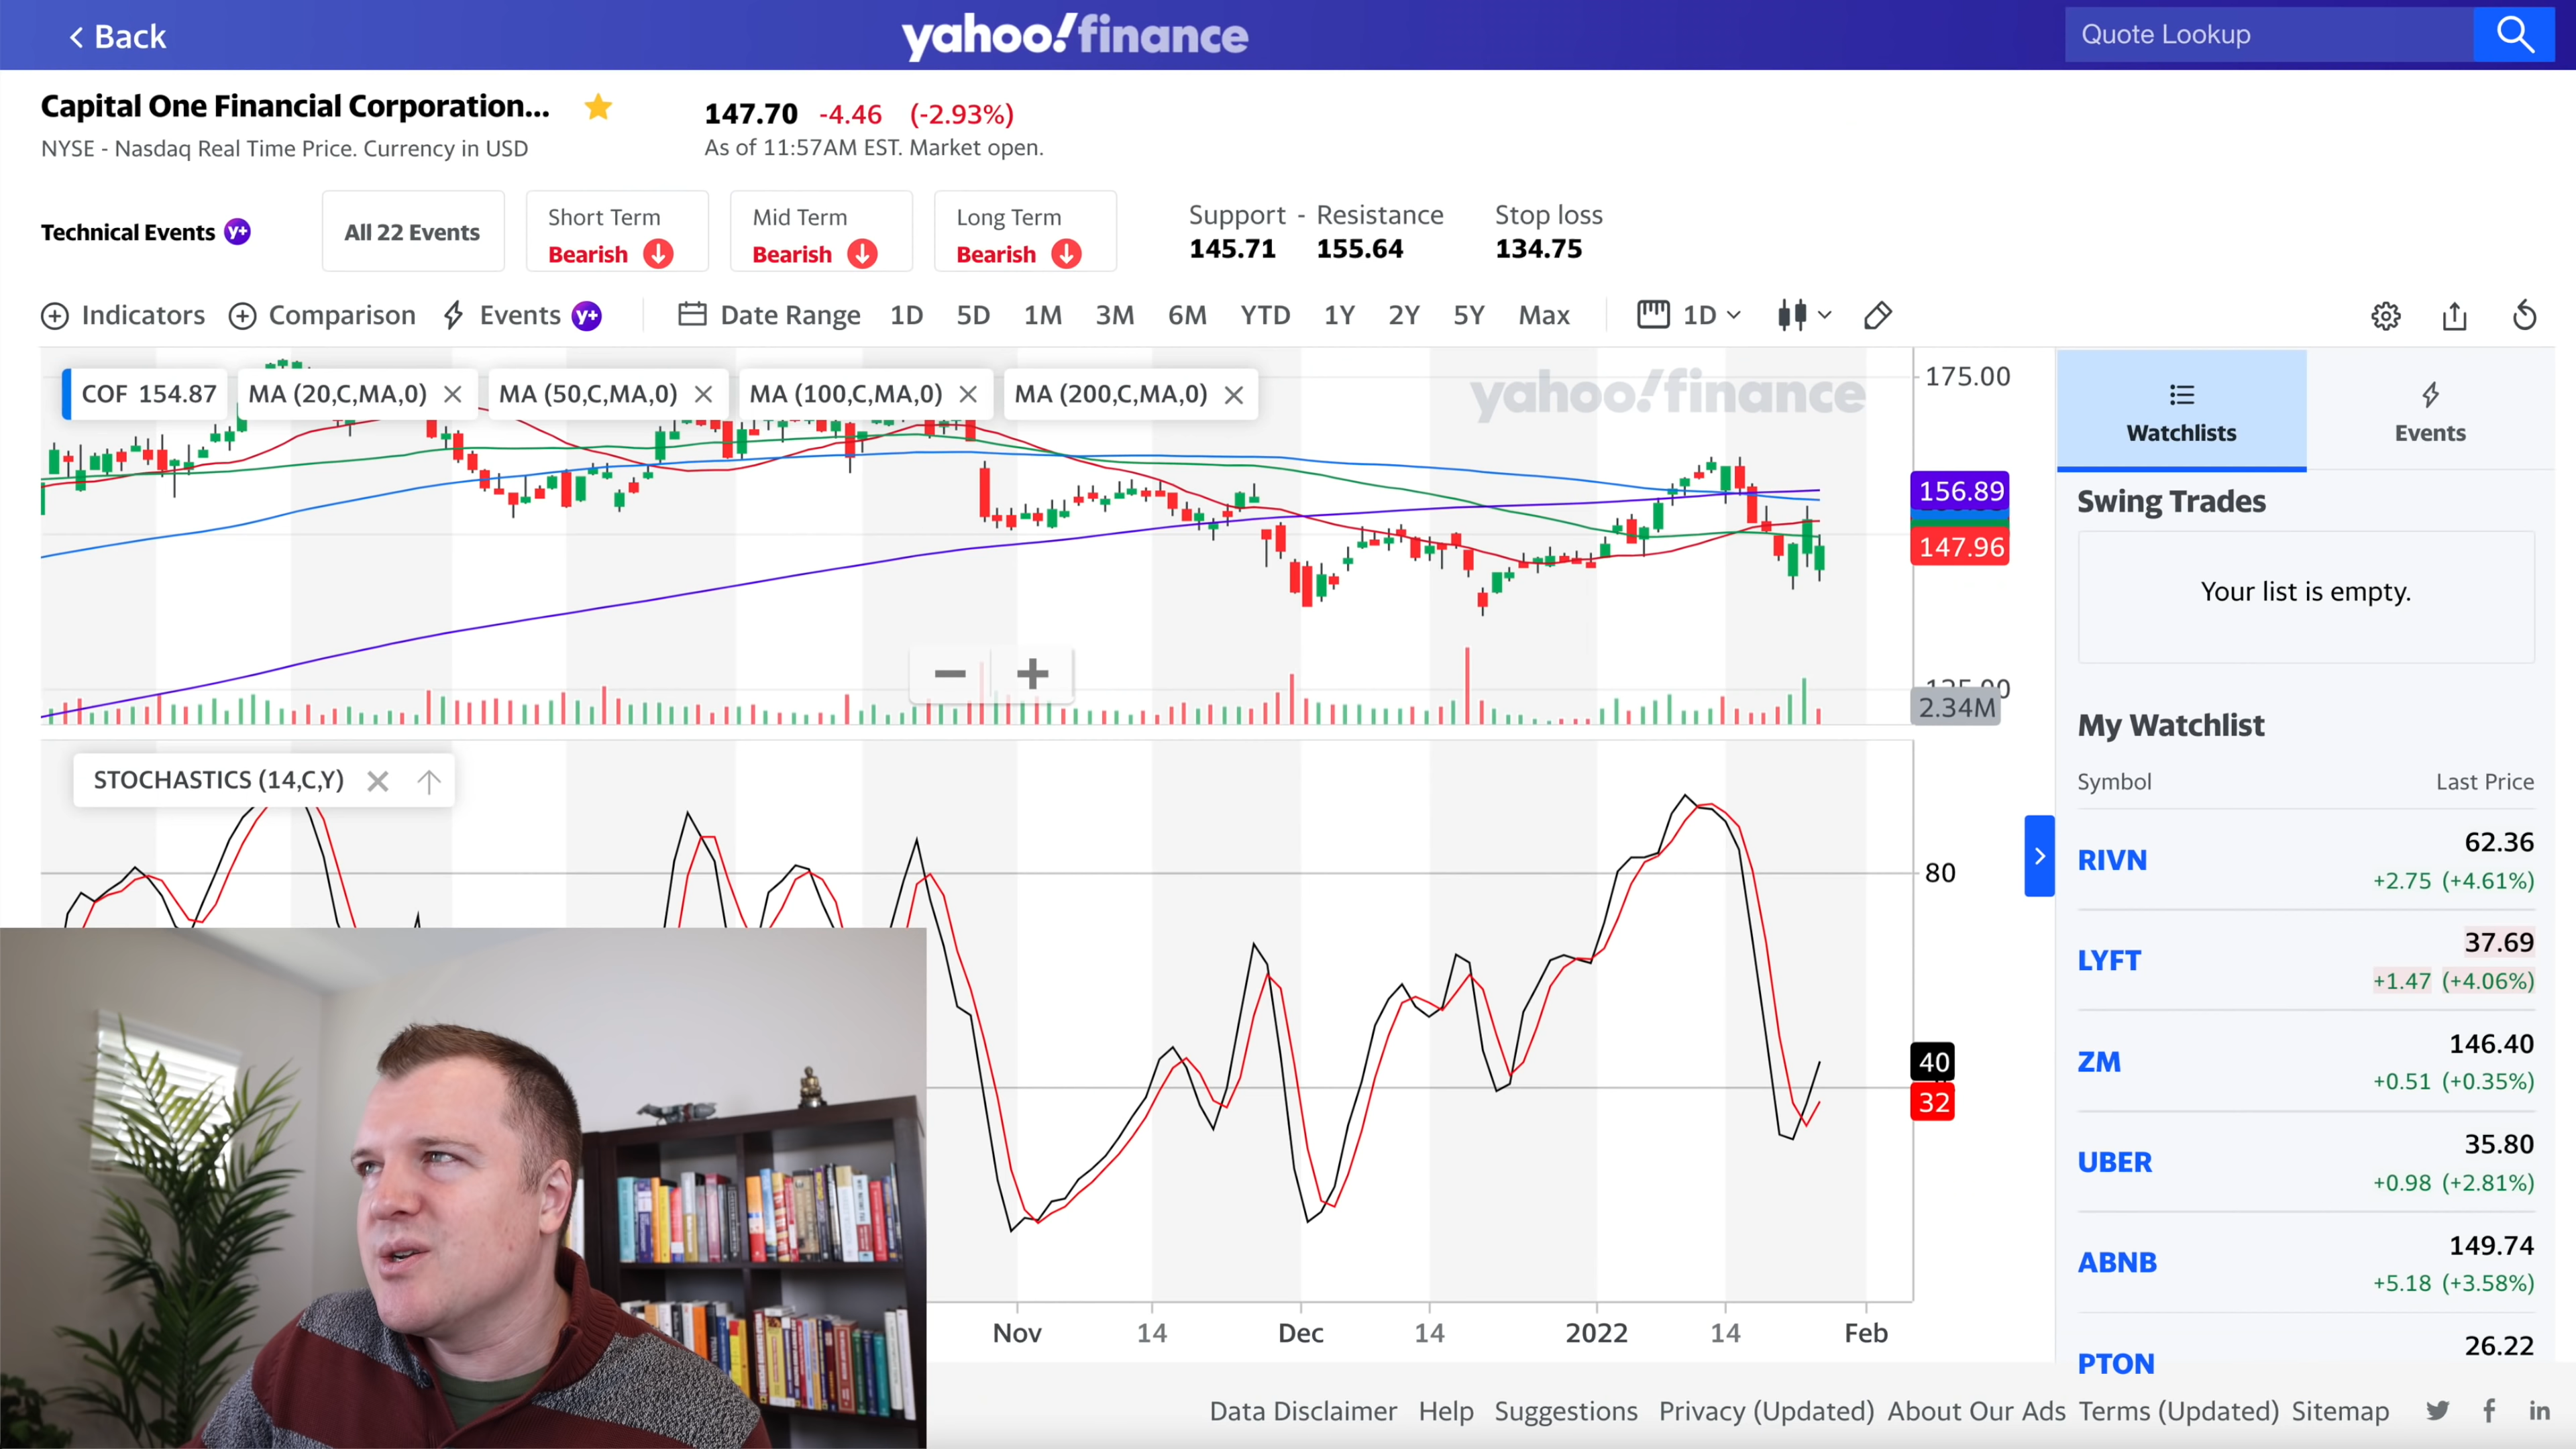 Back
yahoo!finance
Quote Lookup
Capital One Financial Corporation...
147.70 -4.46 (-2.93%)
NYSE - Nasdaq Real Time Price. Currency in USD
As of 11:57AM EST. Market open.
Technical Events Y+
All 22 Events
Short Term
Bearish
Mid Term
Bearish
Long Term
Bearish
Support - Resistance
145.71 155.64
Stop loss
134.75
Indicators
Comparison
Events Y+
Date Range 1D 5D 1M 3M 6M YTD 1Y 2Y 5Y Max
1D
COF 154.87
MA (20,C,MA,0)
MA (50,C,MA,0)
MA (100,C,MA,0)
MA (200,C,MA,0)
yahoo!finance
175.00
156.89
147.96
2.34M
STOCHASTICS (14,C,Y)
80
40
32
Nov 14 Dec 14 2022 14 Feb
Watchlists
Events
Swing Trades
Your list is empty.
My Watchlist
Symbol Last Price
RIVN 62.36
+2.75 (+4.61%)
LYFT 37.69
+1.47 (+4.06%)
ZM 146.40
+0.51 (+0.35%)
UBER 35.80
+0.98 (+2.81%)
ABNB 149.74
+5.18 (+3.58%)
PTON 26.22
Data Disclaimer Help Suggestions Privacy (Updated) About Our Ads Terms (Updated) Sitemap